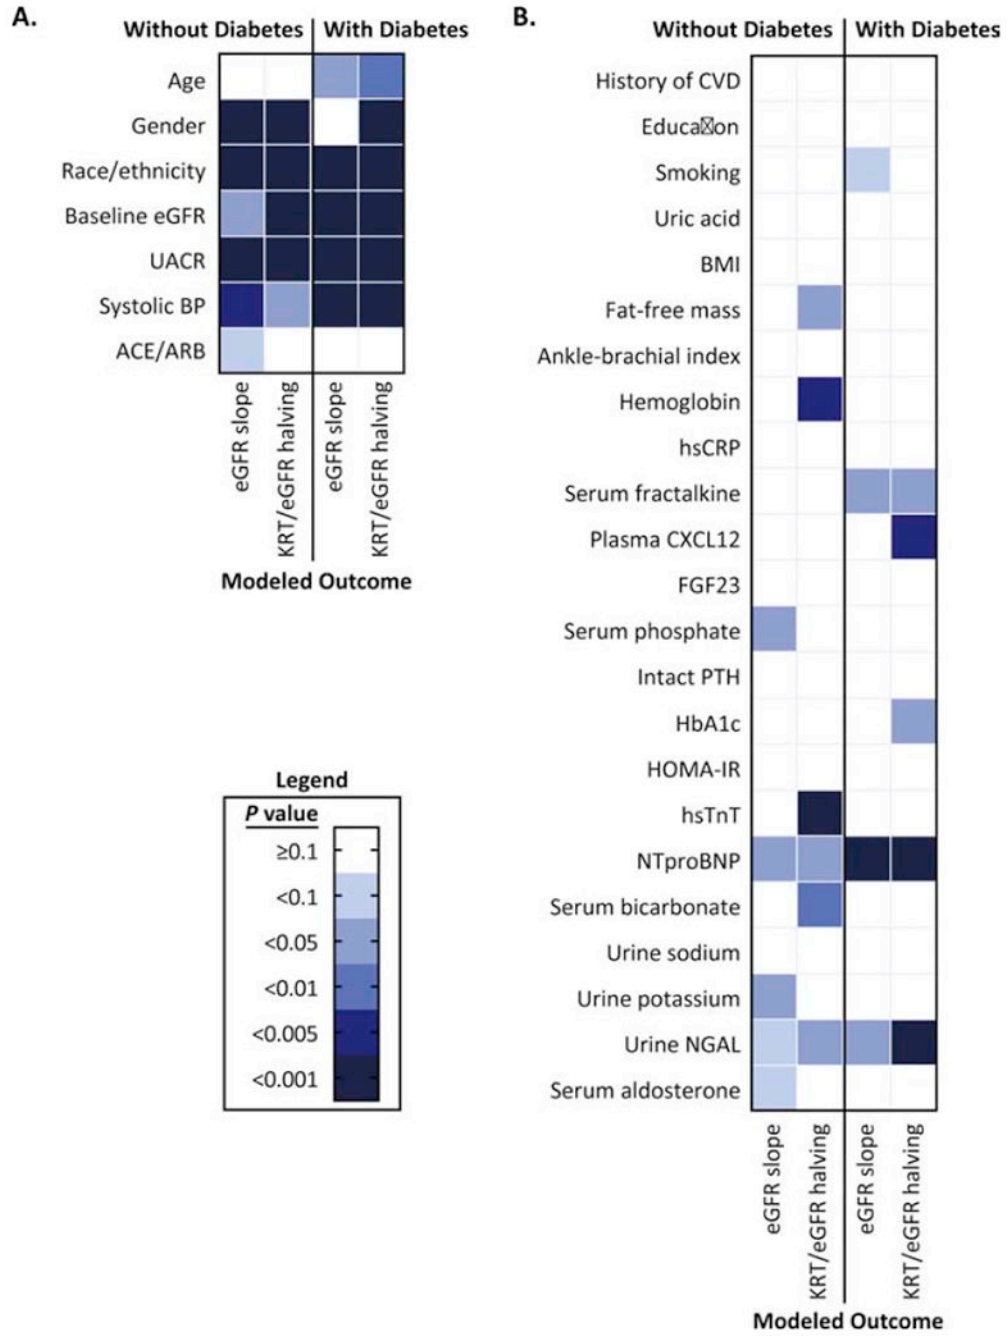 A.
Without Diabetes With Diabetes
Age
Gender
Race/ethnicity
Baseline eGFR
UACR
Systolic BP
ACE/ARB
eGFR slope
KRT/eGFR halving
eGFR slope
KRT/eGFR halving
Modeled Outcome
Legend
P value
≥0.1
<0.1
<0.05
<0.01
<0.005
<0.001
B.
Without Diabetes With Diabetes
History of CVD
Educa☒on
Smoking
Uric acid
BMI
Fat-free mass
Ankle-brachial index
Hemoglobin
hsCRP
Serum fractalkine
Plasma CXCL12
FGF23
Serum phosphate
Intact PTH
HbA1c
HOMA-IR
hsTnT
NTproBNP
Serum bicarbonate
Urine sodium
Urine potassium
Urine NGAL
Serum aldosterone
eGFR slope
KRT/eGFR halving
eGFR slope
KRT/eGFR halving
Modeled Outcome